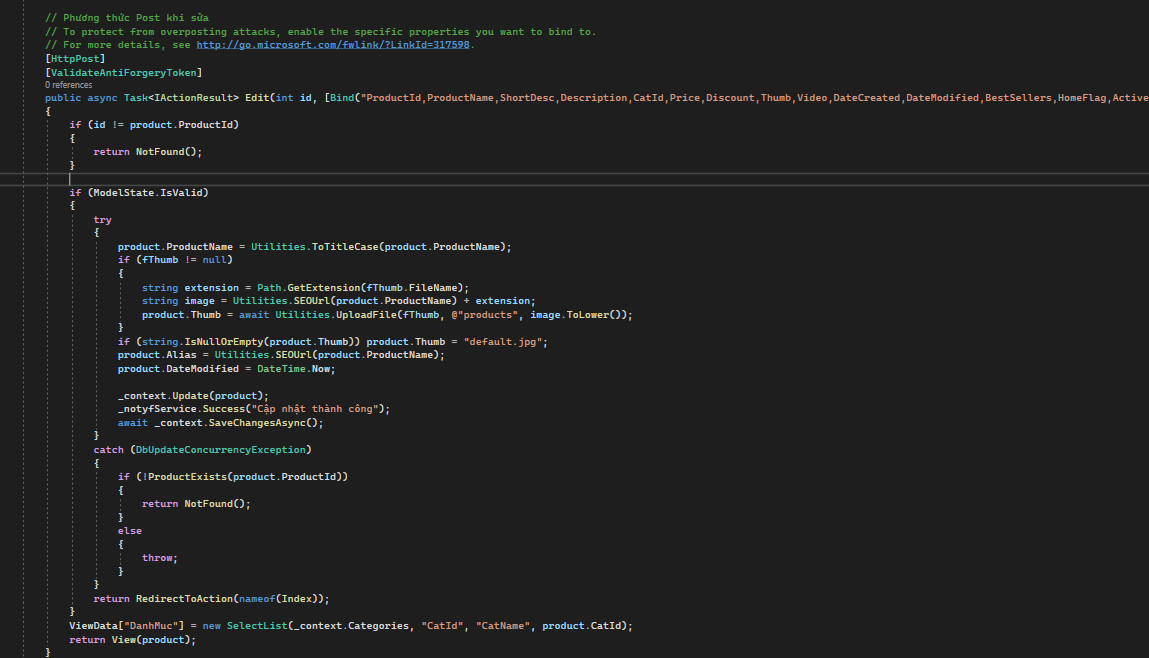 // Phương thức Post khi sửa
// To protect from overposting attacks, enable the specific properties you want to bind to.
// For more details, see http://go.microsoft.com/fwlink/?LinkId=317598.
[HttpPost]
[ValidateAntiForgeryToken]
0 references
public async Task<IActionResult> Edit(int id, [Bind("ProductId,ProductName,ShortDesc,Description,CatId,Price,Discount,Thumb,Video,DateCreated,DateModified,BestSellers,HomeFlag,Active
{
if (id != product.ProductId)
{
return NotFound();
}
if (ModelState.IsValid)
{
try
{
product.ProductName = Utilities.ToTitleCase(product.ProductName);
if (fThumb != null)
{
string extension = Path.GetExtension(fThumb.FileName);
string image = Utilities.SEOUrl(product.ProductName) + extension;
product.Thumb = await Utilities.UploadFile(fThumb, @"products", image.ToLower());
}
if (string.IsNullOrEmpty(product.Thumb)) product.Thumb = "default.jpg";
product.Alias = Utilities.SEOUrl(product.ProductName);
product.DateModified = DateTime.Now;
_context.Update(product);
_notyfService.Success("Cập nhật thành công");
await _context.SaveChangesAsync();
}
catch (DbUpdateConcurrencyException)
{
if (!ProductExists(product.ProductId))
{
return NotFound();
}
else
{
throw;
}
}
return RedirectToAction(nameof(Index));
}
ViewData["DanhMuc"] = new SelectList(_context.Categories, "CatId", "CatName", product.CatId);
return View(product);
}